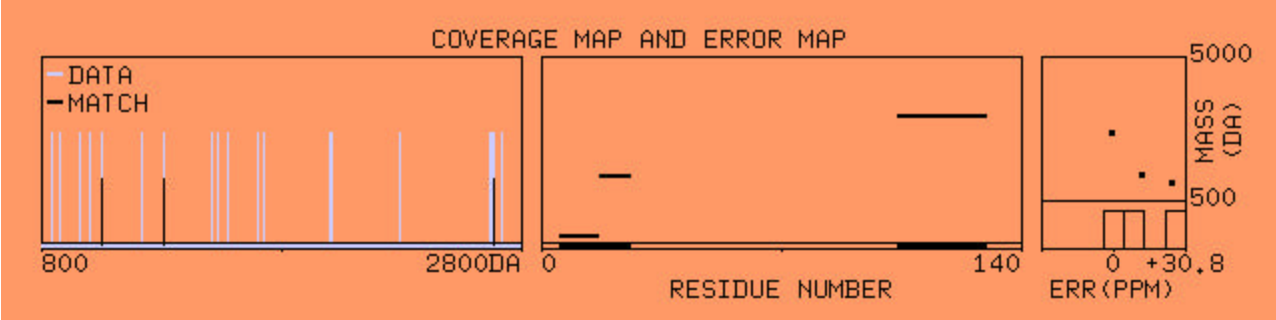 COVERAGE MAP AND ERROR MAP
DATA
MATCH
800
2800DA
0
140
RESIDUE NUMBER
5000
500
MASS
(DA)
0
+30.8
ERR(PPM)